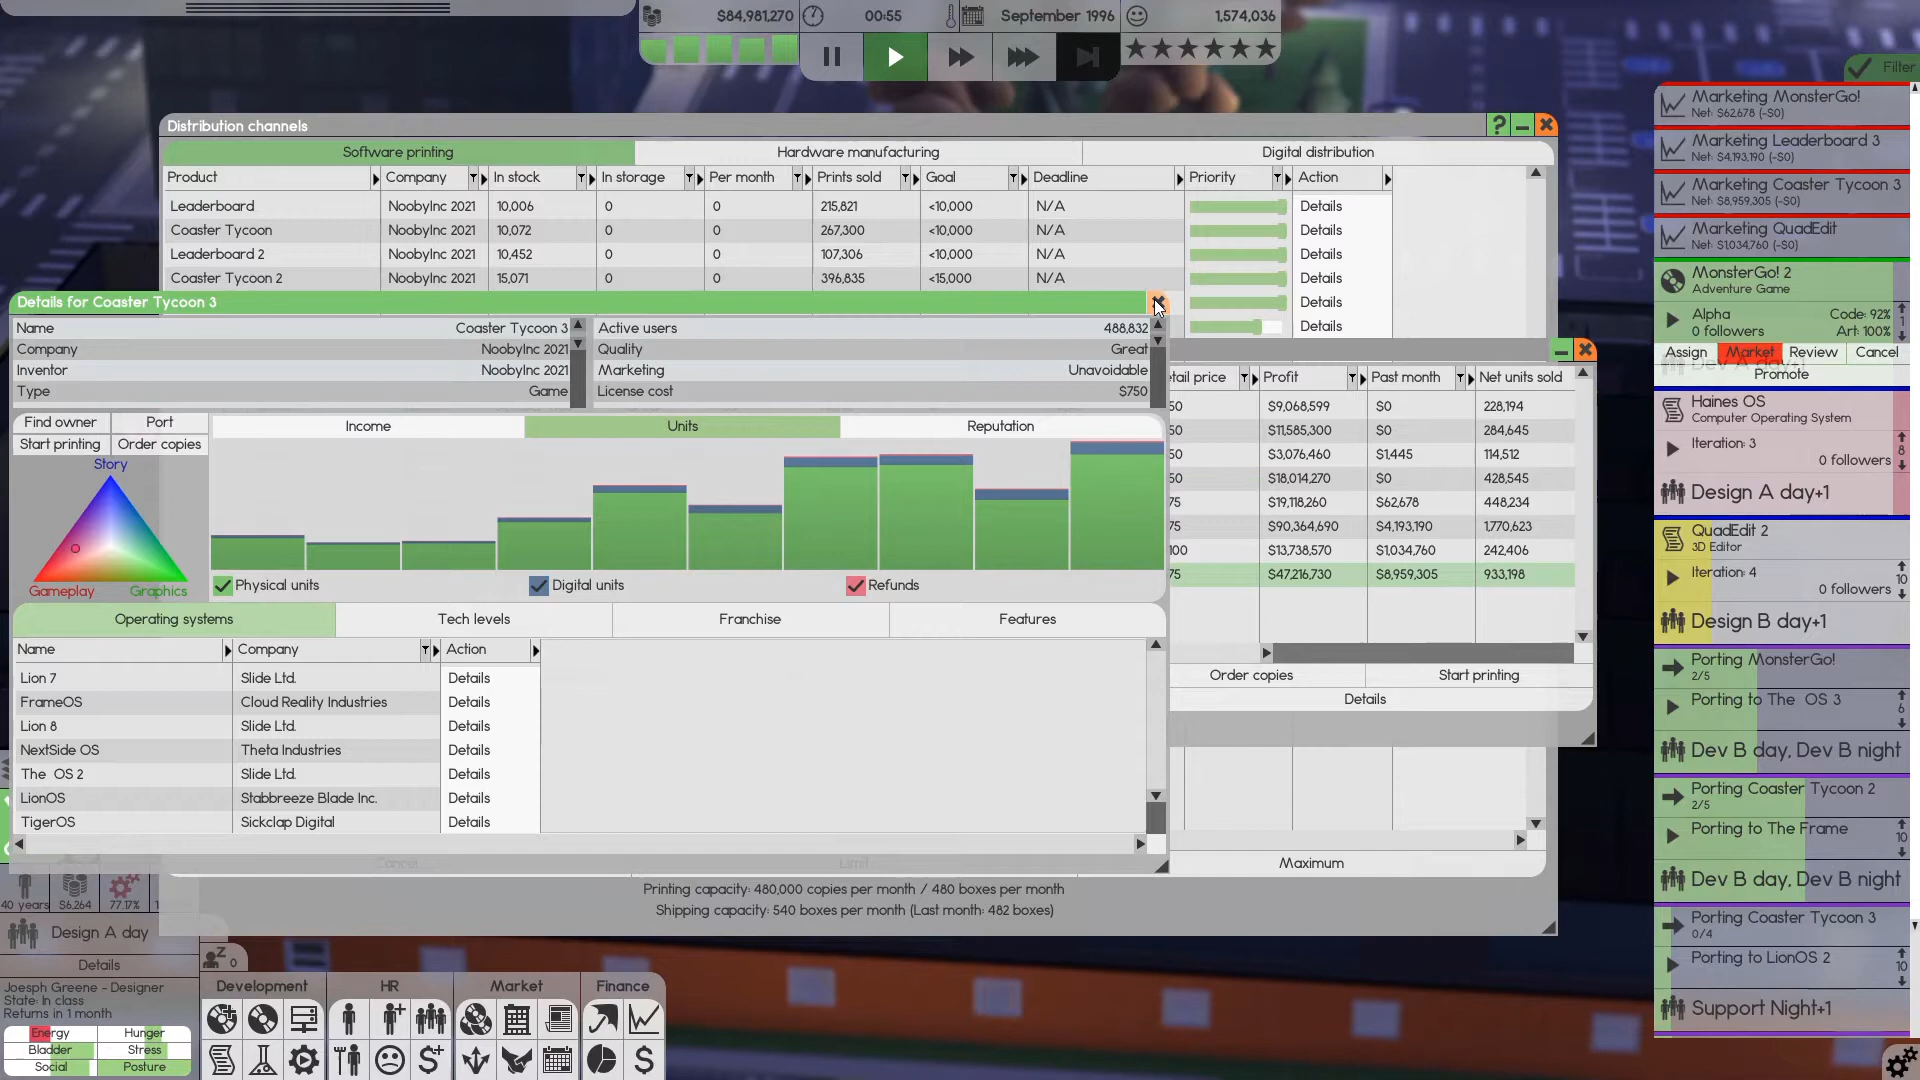 $84,981,270 00:55 September 1996 1,574,036
Filter
Distribution channels ?
Software printing Hardware manufacturing Digital distribution
Product Company In stock In storage Per month Prints sold Goal Deadline Priority Action
Leaderboard NoobyInc 2021 10,006 0 0 215,821 <10,000 N/A Details
Coaster Tycoon NoobyInc 2021 10,072 0 0 267,300 <10,000 N/A Details
Leaderboard 2 NoobyInc 2021 10,452 0 0 107,306 <10,000 N/A Details
Coaster Tycoon 2 NoobyInc 2021 15,071 0 0 396,835 <15,000 N/A Details
Details
Details
Details for Coaster Tycoon 3
Name Coaster Tycoon 3 Active users 488,832
Company NoobyInc 2021 Quality Great
Inventor NoobyInc 2021 Marketing Unavoidable
Type Game License cost $750
Find owner Port
Start printing Order copies
Income Units Reputation
Story
Gameplay Graphics
Physical units Digital units Refunds
Operating systems Tech levels Franchise Features
Name Company Action
Lion 7 Slide Ltd. Details
FrameOS Cloud Reality Industries Details
Lion 8 Slide Ltd. Details
NextSide OS Theta Industries Details
The OS 2 Slide Ltd. Details
LionOS Stabbreeze Blade Inc. Details
TigerOS Sickclap Digital Details
tail price Profit Past month Net units sold
50 $9,068,599 $0 228,194
50 $11,585,300 $0 284,645
50 $3,076,460 $1,445 114,512
50 $18,014,270 $0 428,545
75 $19,118,260 $62,678 448,234
75 $90,364,690 $4,193,190 1,770,623
100 $13,738,570 $1,034,760 242,406
75 $47,216,730 $8,959,305 933,198
Order copies Start printing
Details
Cancel Limit Maximum
Printing capacity: 480,000 copies per month / 480 boxes per month
Shipping capacity: 540 boxes per month (Last month: 482 boxes)
Marketing MonsterGo!
Net: $62,678 (-$0)
Marketing Leaderboard 3
Net: $4,193,190 (-$0)
Marketing Coaster Tycoon 3
Net: $8,959,305 (-$0)
Marketing QuadEdit
Net: $1,034,760 (-$0)
MonsterGo! 2
Adventure Game
Alpha Code: 92%
0 followers Art: 100%
1
Assign Market Review Cancel
Promote
Haines OS
Computer Operating System
Iteration: 3
0 followers
8
Design A day+1
QuadEdit 2
3D Editor
Iteration: 4
0 followers
10
Design B day+1
Porting MonsterGo!
2/5
Porting to The OS 3
6
Dev B day, Dev B night
Porting Coaster Tycoon 2
2/5
Porting to The Frame
10
Dev B day, Dev B night
Porting Coaster Tycoon 3
0/4
Porting to LionOS 2
10
Support Night+1
40 years $6,264 77.17%
Design A day
Details
Joesph Greene - Designer
State: In class
Returns in 1 month
Energy Hunger
Bladder Stress
Social Posture
Z 0
Development HR Market Finance